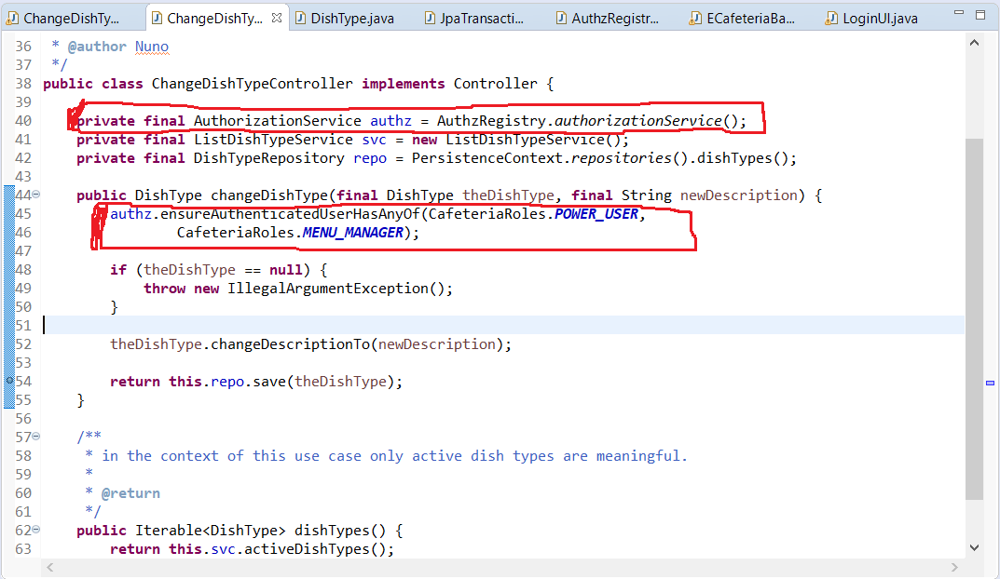 ChangeDishTy...
ChangeDishTy...
DishType.java
JpaTransacti...
AuthzRegistr...
ECafeteriaBa...
LoginUI.java
36 * @author Nuno
37 */
38 public class ChangeDishTypeController implements Controller {
39
40 private final AuthorizationService authz = AuthzRegistry.authorizationService();
41 private final ListDishTypeService svc = new ListDishTypeService();
42 private final DishTypeRepository repo = PersistenceContext.repositories().dishTypes();
43
44 public DishType changeDishType(final DishType theDishType, final String newDescription) {
45 authz.ensureAuthenticatedUserHasAnyOf(CafeteriaRoles.POWER_USER,
46 CafeteriaRoles.MENU_MANAGER);
47
48 if (theDishType == null) {
49 throw new IllegalArgumentException();
50 }
51
52 theDishType.changeDescriptionTo(newDescription);
53
54 return this.repo.save(theDishType);
55 }
56
57 /**
58 * in the context of this use case only active dish types are meaningful.
59 *
60 * @return
61 */
62 public Iterable<DishType> dishTypes() {
63 return this.svc.activeDishTypes();